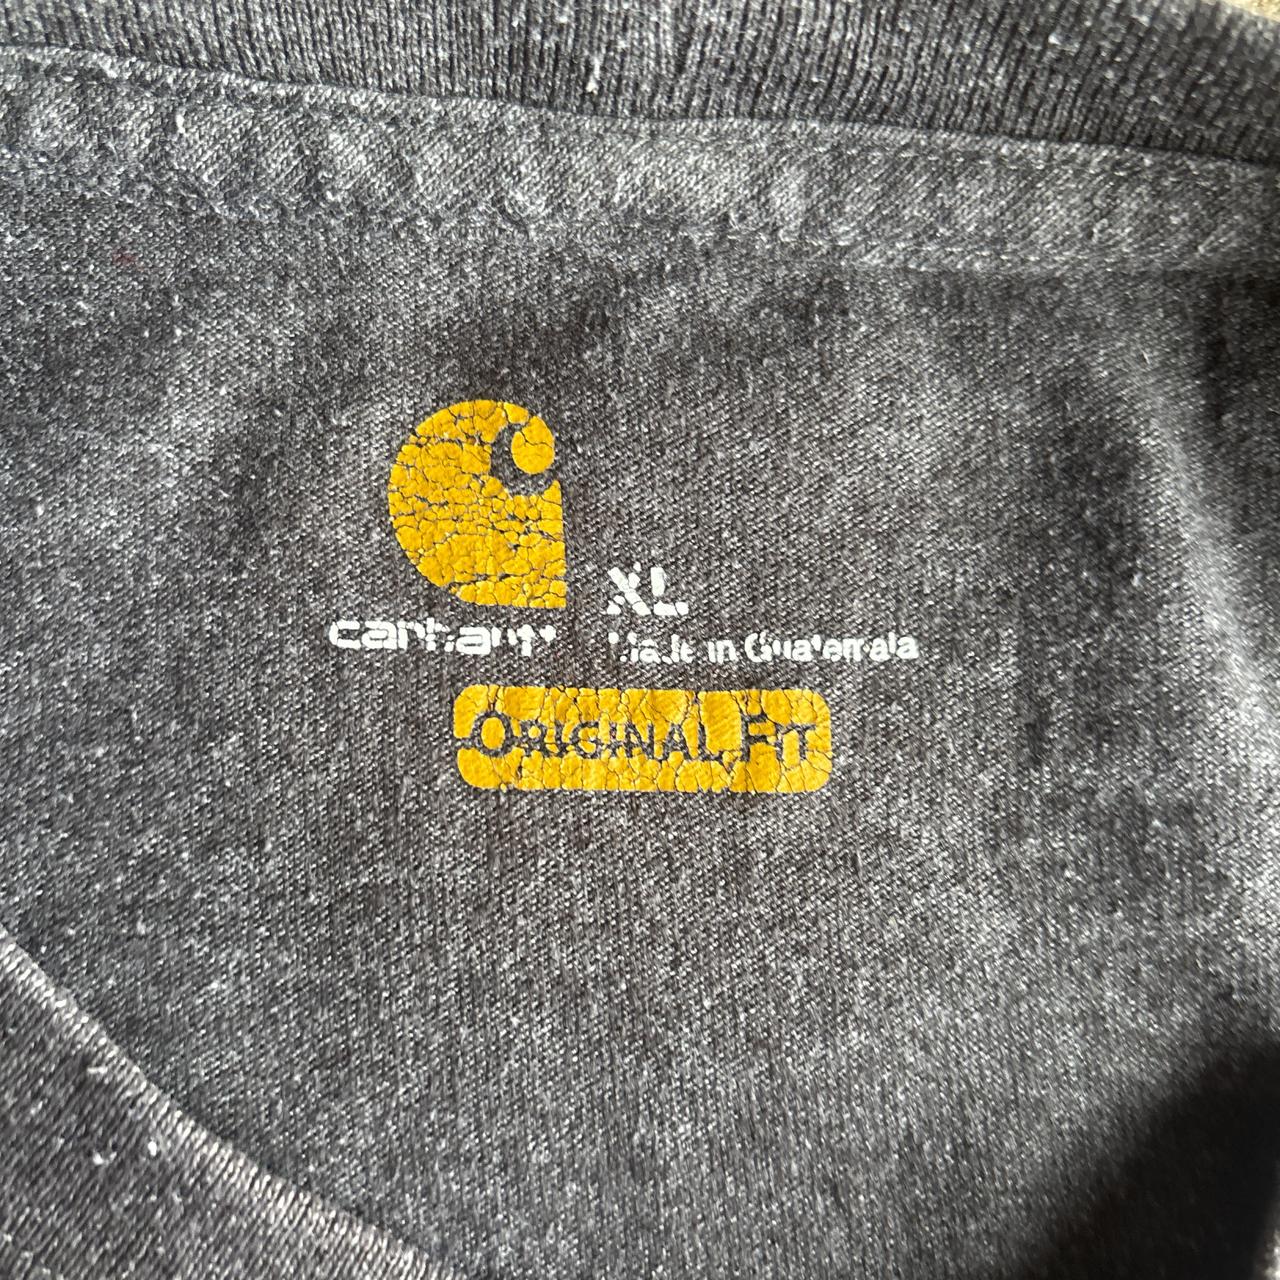 XL
carhartt
Made in Guatemala
ORIGINAL FIT